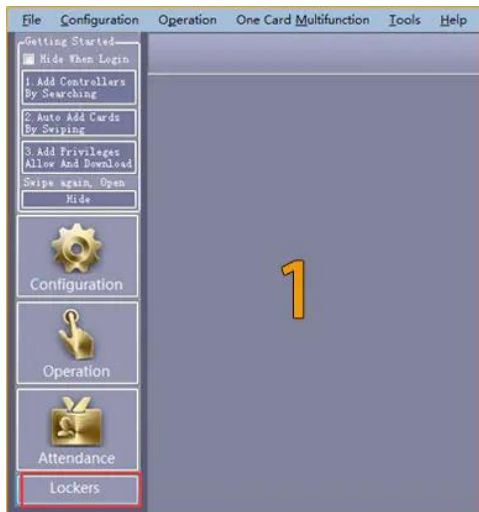 File Configuration Operation One Card Multifunction Tools Help
Getting Started
Hide When Login
1.Add Controllers
By Searching
2.Auto Add Cards
By Swiping
3.Add Privileges
Allow And Download
Swipe again, Open
Hide
Configuration
1
Operation
Attendance
Lockers